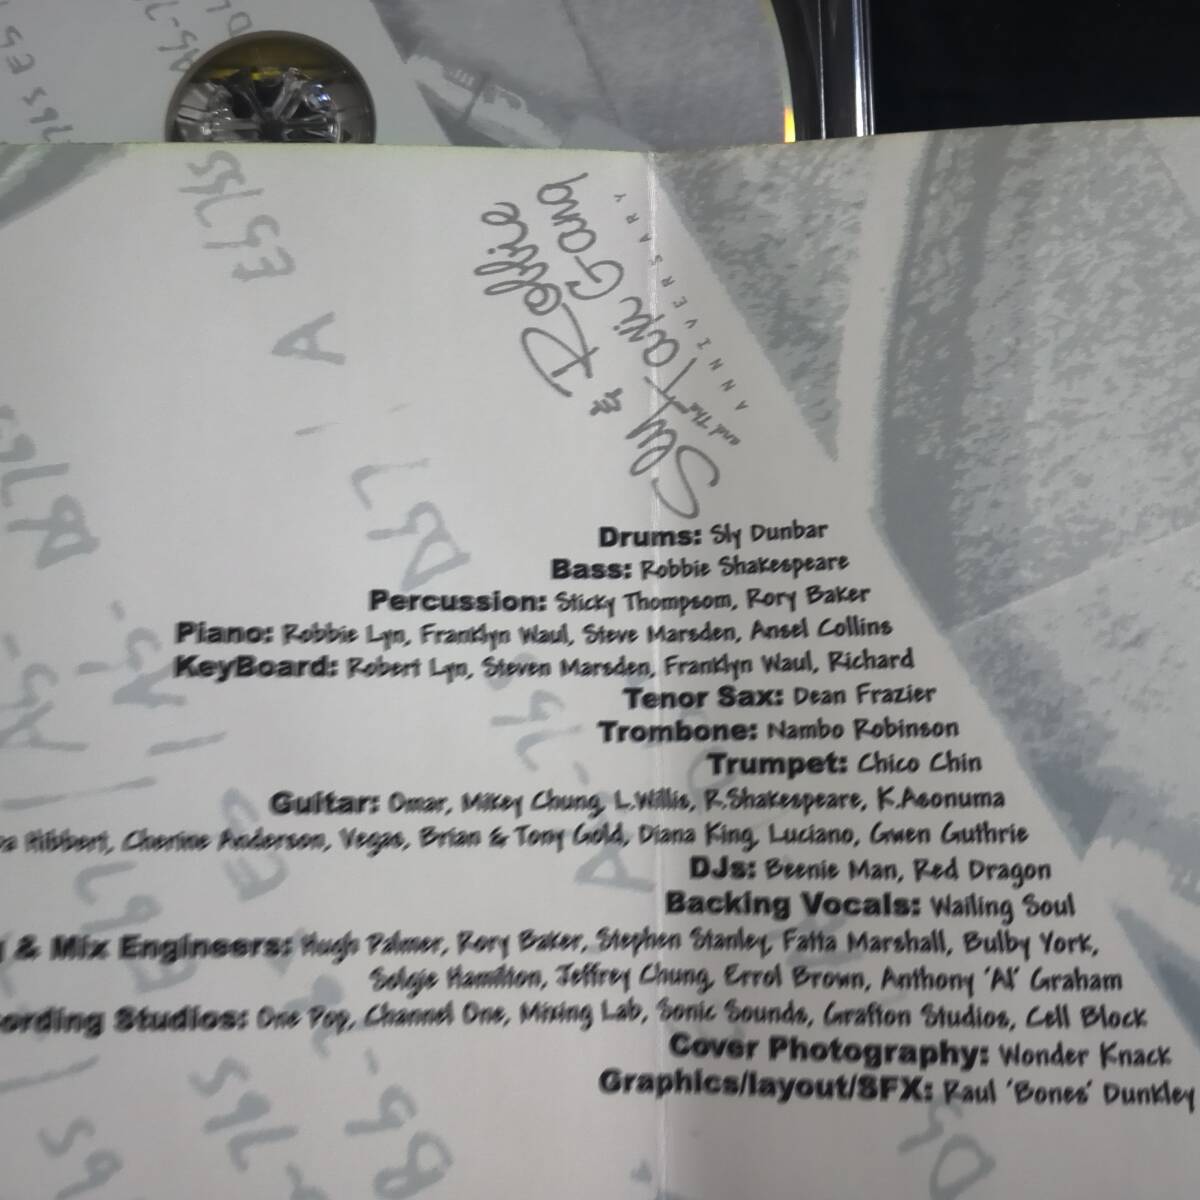 Sly & Robbie
and The Taxi Gang
ANNIVERSARY
Drums: Sly Dunbar
Bass: Robbie Shakespeare
Percussion: Sticky Thompsom, Rory Baker
Piano: Robbie Lyn, Franklyn Waul, Steve Marsden, Ansel Collins
KeyBoard: Robert Lyn, Steven Marsden, Franklyn Waul, Richard
Tenor Sax: Dean Frazier
Trombone: Nambo Robinson
Trumpet: Chico Chin
Guitar: Omar, Mikey Chung, L.Willis, R.Shakespeare, K.Asonuma
Hibbert, Cherine Anderson, Vegas, Brian & Tony Gold, Diana King, Luciano, Gwen Guthrie
DJs: Beenie Man, Red Dragon
Backing Vocals: Wailing Soul
& Mix Engineers: Hugh Palmer, Rory Baker, Stephen Stanley, Fatta Marshall, Bulby York,
Hamilton, Jeffrey Chung, Errol Brown, Anthony 'Al' Graham
ording Studios: One Pop, Channel One, Mixing Lab, Sonic Sounds, Grafton Studios, Cell Block
Cover Photography: Wonder Knack
Graphics/layout/SFX: Raul 'Bones' Dunkley